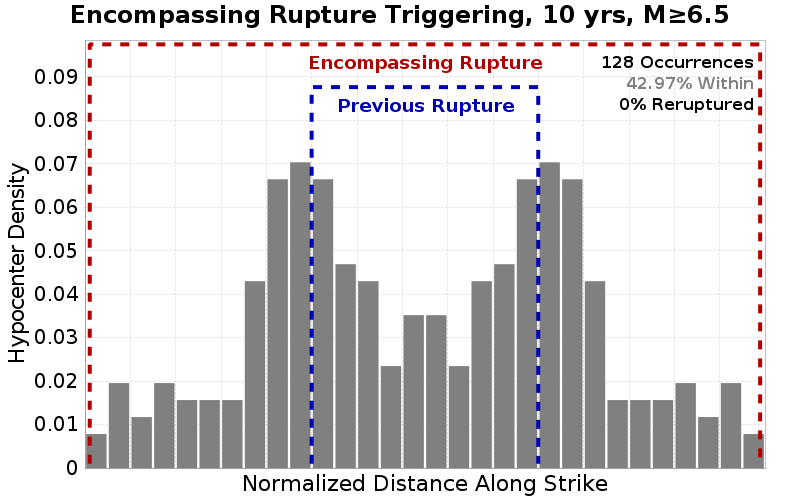 Encompassing Rupture Triggering, 10 yrs, M≥6.5
Encompassing Rupture
128 Occurrences
42.97% Within
0% Reruptured
Previous Rupture
Hypocenter Density
0.09
0.08
0.07
0.06
0.05
0.04
0.03
0.02
0.01
0
Normalized Distance Along Strike